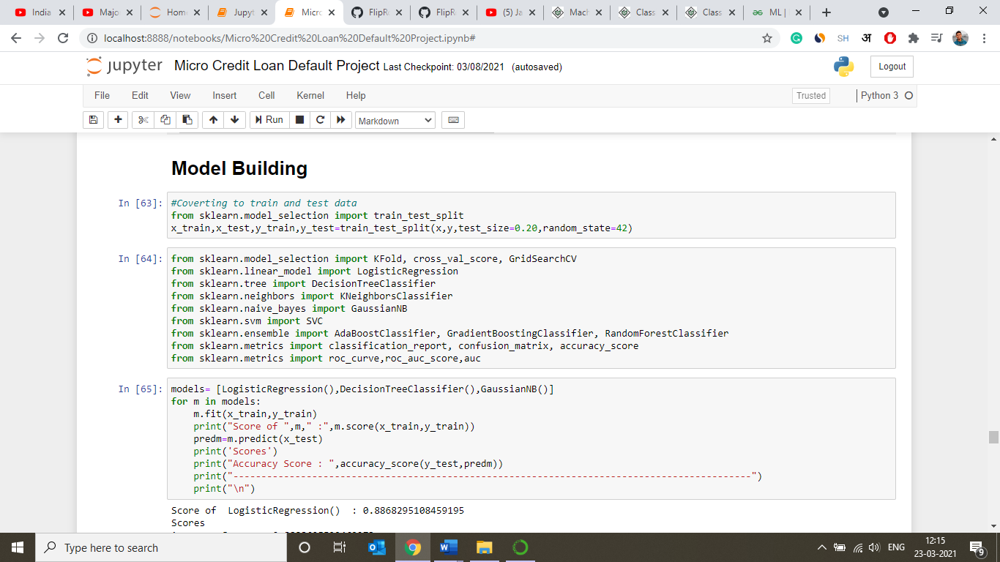 India
Majo
Home
Jupyt
Micro
FlipR
FlipR
(5) Ja
Mach
Class
Class
ML |
localhost:8888/notebooks/Micro%20Credit%20Loan%20Default%20Project.ipynb#
SH
अ
jupyter Micro Credit Loan Default Project Last Checkpoint: 03/08/2021 (autosaved)
Logout
File Edit View Insert Cell Kernel Help
Trusted
Python 3
Run
Markdown
Model Building
In [63]:
#Coverting to train and test data
from sklearn.model_selection import train_test_split
x_train,x_test,y_train,y_test=train_test_split(x,y,test_size=0.20,random_state=42)
In [64]:
from sklearn.model_selection import KFold, cross_val_score, GridSearchCV
from sklearn.linear_model import LogisticRegression
from sklearn.tree import DecisionTreeClassifier
from sklearn.neighbors import KNeighborsClassifier
from sklearn.naive_bayes import GaussianNB
from sklearn.svm import SVC
from sklearn.ensemble import AdaBoostClassifier, GradientBoostingClassifier, RandomForestClassifier
from sklearn.metrics import classification_report, confusion_matrix, accuracy_score
from sklearn.metrics import roc_curve,roc_auc_score,auc
In [65]:
models= [LogisticRegression(),DecisionTreeClassifier(),GaussianNB()]
for m in models:
    m.fit(x_train,y_train)
    print("Score of ",m," :",m.score(x_train,y_train))
    predm=m.predict(x_test)
    print('Scores')
    print("Accuracy Score : ",accuracy_score(y_test,predm))
    print("--------------------------------------------------------------------------------------------")
    print("\n")
Score of  LogisticRegression()  : 0.8868295108459195
Scores
Type here to search
ENG
12:15
23-03-2021
9